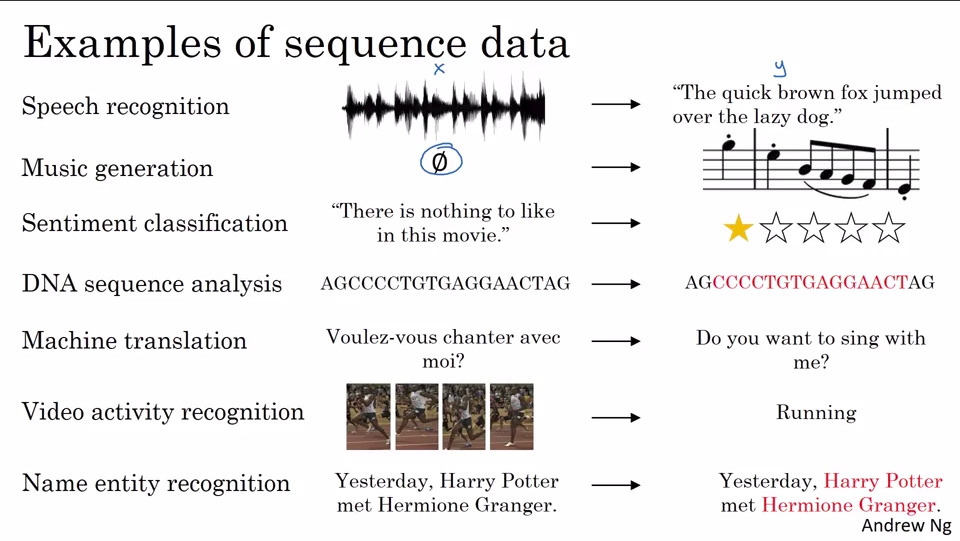 Examples of sequence data
x
y
Speech recognition
“The quick brown fox jumped
over the lazy dog.”
Music generation
∅
Sentiment classification
“There is nothing to like
in this movie.”
DNA sequence analysis
AGCCCCTGTGAGGAACTAG
AGCCCCTGTGAGGAACTAG
Machine translation
Voulez-vous chanter avec
moi?
Do you want to sing with
me?
Video activity recognition
Running
Name entity recognition
Yesterday, Harry Potter
met Hermione Granger.
Yesterday, Harry Potter
met Hermione Granger.
Andrew Ng